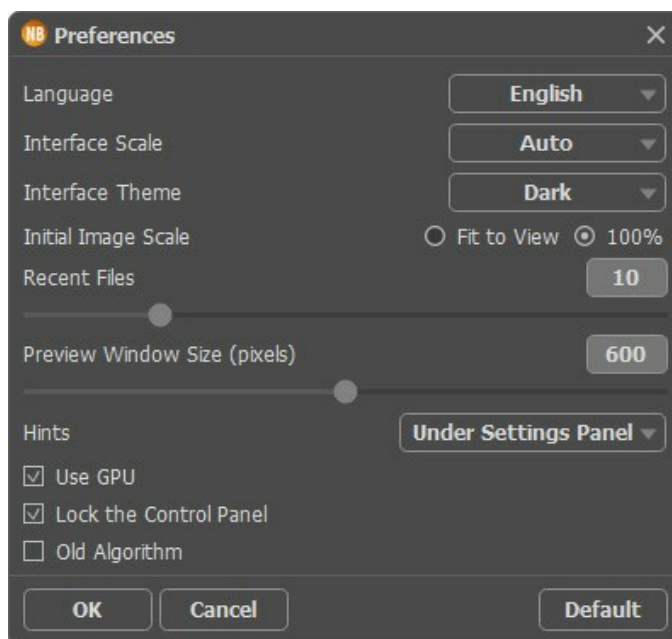 NB Preferences
Language English
Interface Scale Auto
Interface Theme Dark
Initial Image Scale Fit to View 100%
Recent Files 10
Preview Window Size (pixels) 600
Hints Under Settings Panel
Use GPU
Lock the Control Panel
Old Algorithm
OK Cancel Default